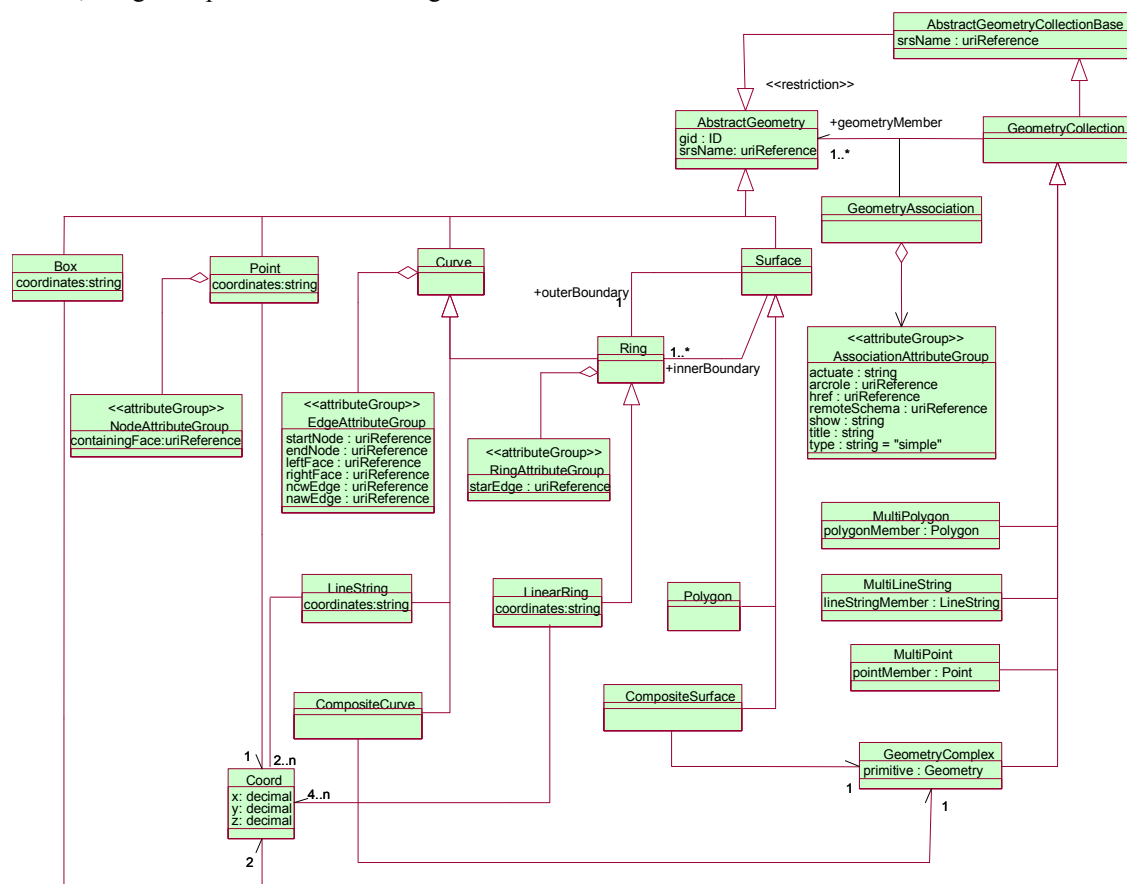 AbstractGeometryCollectionBase
srsName : uriReference
<<restriction>>
AbstractGeometry
gid : ID
srsName: uriReference
+geometryMember
1..*
GeometryCollection
GeometryAssociation
Box
coordinates:string
Point
coordinates:string
Curve
Surface
+outerBoundary
1
Ring
1..*
+innerBoundary
<<attributeGroup>>
AssociationAttributeGroup
actuate : string
arcrole : uriReference
href : uriReference
remoteSchema : uriReference
show : string
title : string
type : string = "simple"
<<attributeGroup>>
NodeAttributeGroup
containingFace:uriReference
<<attributeGroup>>
EdgeAttributeGroup
startNode : uriReference
endNode : uriReference
leftFace : uriReference
rightFace : uriReference
ncwEdge : uriReference
nawEdge : uriReference
<<attributeGroup>>
RingAttributeGroup
starEdge : uriReference
MultiPolygon
polygonMember : Polygon
LineString
coordinates:string
LinearRing
coordinates:string
Polygon
MultiLineString
lineStringMember : LineString
MultiPoint
pointMember : Point
CompositeCurve
CompositeSurface
GeometryComplex
primitive : Geometry
1
2..n
Coord
x: decimal
y: decimal
z: decimal
4..n
1
1
2